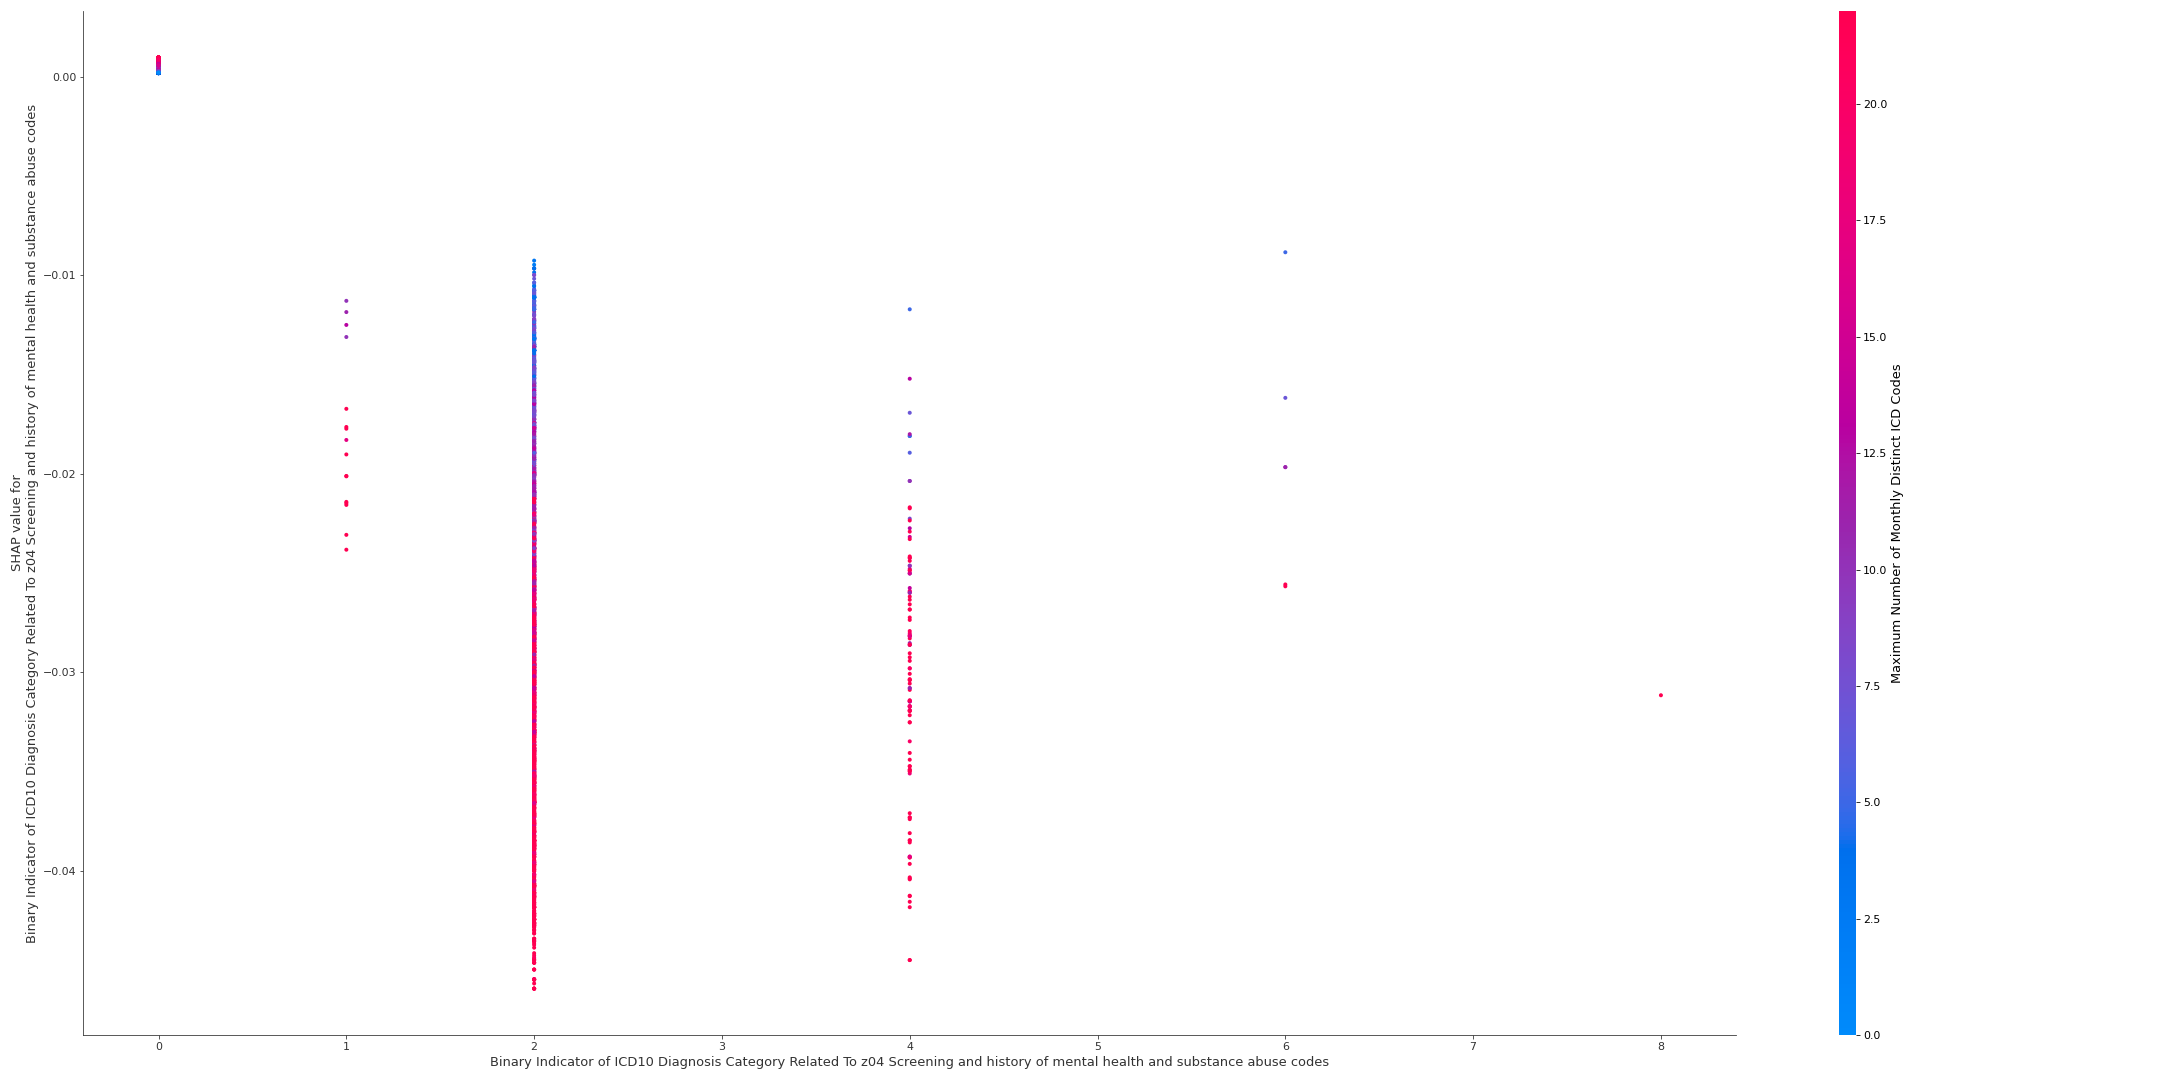 SHAP value for
Binary Indicator of ICD10 Diagnosis Category Related To z04 Screening and history of mental health and substance abuse codes
0.00
−0.01
−0.02
−0.03
−0.04
0 1 2 3 4 5 6 7 8
Binary Indicator of ICD10 Diagnosis Category Related To z04 Screening and history of mental health and substance abuse codes
20.0
17.5
15.0
12.5
10.0
7.5
5.0
2.5
0.0
Maximum Number of Monthly Distinct ICD Codes